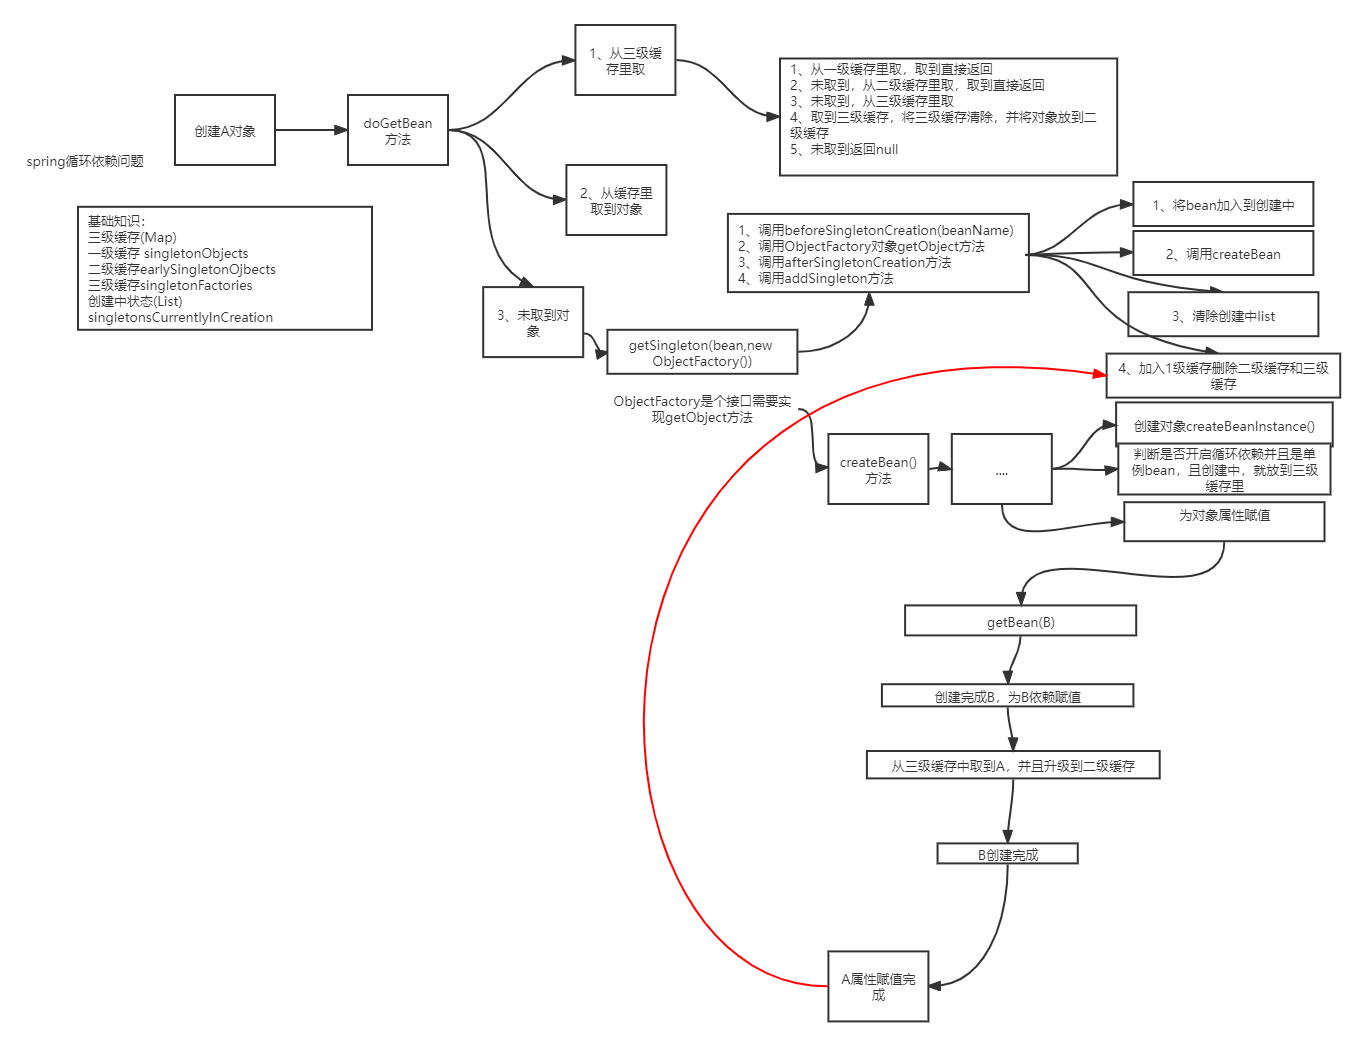 1、从三级缓
存里取
1、从一级缓存里取，取到直接返回
2、未取到，从二级缓存里取，取到直接返回
3、未取到，从三级缓存里取
4、取到三级缓存，将三级缓存清除，并将对象放到二
级缓存
5、未取到返回null
创建A对象
doGetBean
方法
spring循环依赖问题
2、从缓存里
取到对象
基础知识：
三级缓存(Map)
一级缓存 singletonObjects
二级缓存earlySingletonOjbects
三级缓存singletonFactories
创建中状态(List)
singletonsCurrentlyInCreation
1、调用beforeSingletonCreation(beanName)
2、调用ObjectFactory对象getObject方法
3、调用afterSingletonCreation方法
4、调用addSingleton方法
1、将bean加入到创建中
2、调用createBean
3、清除创建中list
3、未取到对
象
getSingleton(bean,new
ObjectFactory())
4、加入1级缓存删除二级缓存和三级
缓存
ObjectFactory是个接口需要实
现getObject方法
createBean()
方法
....
创建对象createBeanInstance()
判断是否开启循环依赖并且是单
例bean，且创建中，就放到三级
缓存里
为对象属性赋值
getBean(B)
创建完成B，为B依赖赋值
从三级缓存中取到A，并且升级到二级缓存
B创建完成
A属性赋值完
成